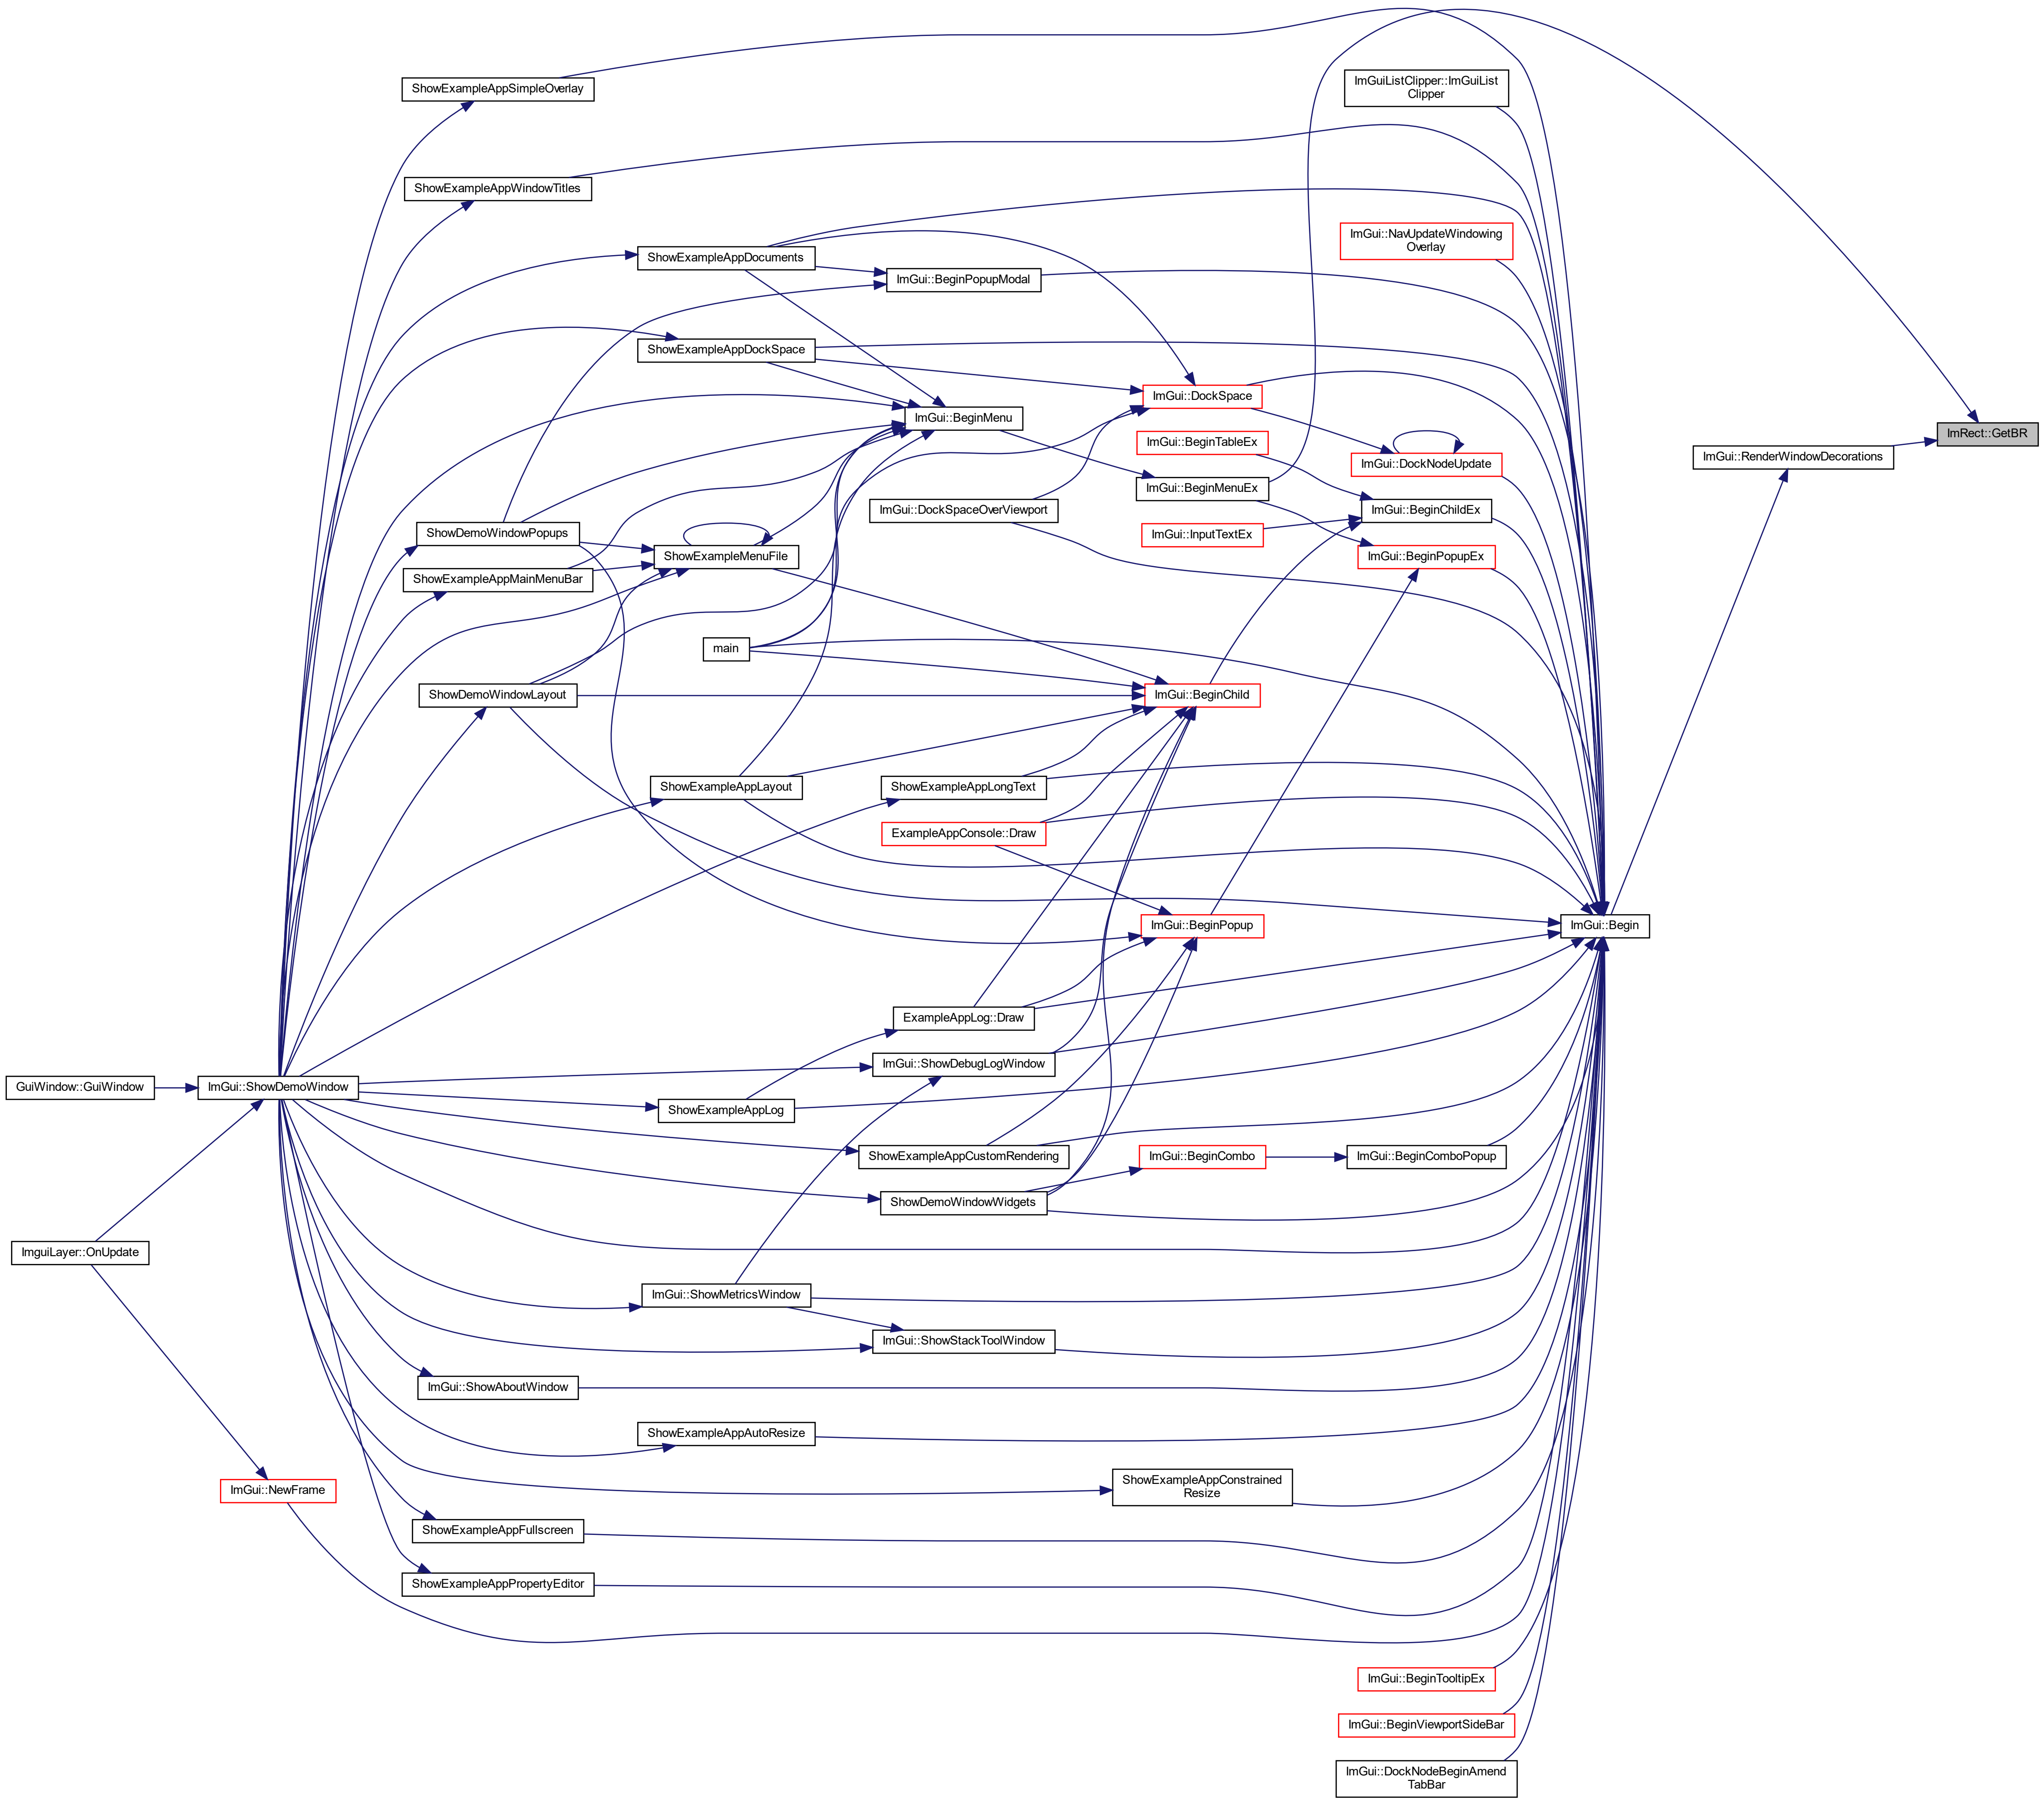 ShowExampleAppSimpleOverlay
ImGuiListClipper::ImGuiList
Clipper
ShowExampleAppWindowTitles
ImGui::NavUpdateWindowing
Overlay
ShowExampleAppDocuments
ImGui::BeginPopupModal
ShowExampleAppDockSpace
ImGui::DockSpace
ImGui::BeginMenu
ImRect::GetBR
ImGui::BeginTableEx
ImGui::RenderWindowDecorations
ImGui::DockNodeUpdate
ImGui::BeginMenuEx
ImGui::DockSpaceOverViewport
ImGui::BeginChildEx
ShowDemoWindowPopups
ImGui::InputTextEx
ShowExampleMenuFile
ImGui::BeginPopupEx
ShowExampleAppMainMenuBar
main
ShowDemoWindowLayout
ImGui::BeginChild
ShowExampleAppLayout
ShowExampleAppLongText
ExampleAppConsole::Draw
ImGui::BeginPopup
ImGui::Begin
ExampleAppLog::Draw
ImGui::ShowDebugLogWindow
GuiWindow::GuiWindow
ImGui::ShowDemoWindow
ShowExampleAppLog
ShowExampleAppCustomRendering
ImGui::BeginCombo
ImGui::BeginComboPopup
ShowDemoWindowWidgets
ImguiLayer::OnUpdate
ImGui::ShowMetricsWindow
ImGui::ShowStackToolWindow
ImGui::ShowAboutWindow
ShowExampleAppAutoResize
ShowExampleAppConstrained
Resize
ImGui::NewFrame
ShowExampleAppFullscreen
ShowExampleAppPropertyEditor
ImGui::BeginTooltipEx
ImGui::BeginViewportSideBar
ImGui::DockNodeBeginAmend
TabBar